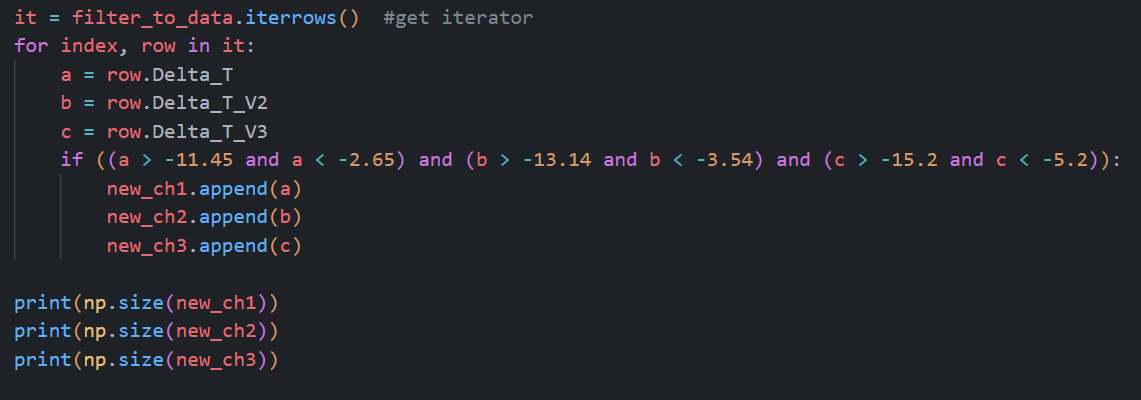 it = filter_to_data.iterrows()  #get iterator
for index, row in it:
    a = row.Delta_T
    b = row.Delta_T_V2
    c = row.Delta_T_V3
    if ((a > -11.45 and a < -2.65) and (b > -13.14 and b < -3.54) and (c > -15.2 and c < -5.2)):
        new_ch1.append(a)
        new_ch2.append(b)
        new_ch3.append(c)

print(np.size(new_ch1))
print(np.size(new_ch2))
print(np.size(new_ch3))